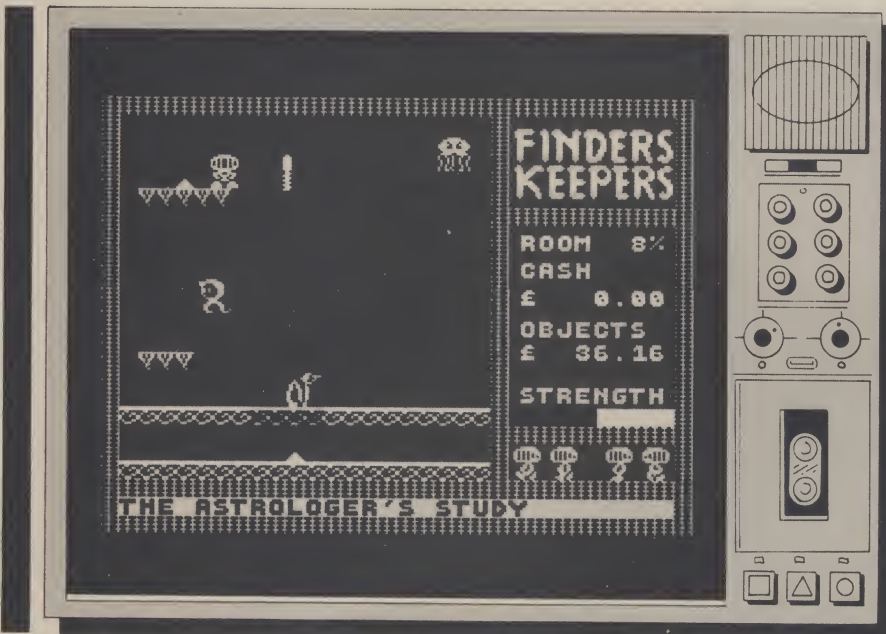 FINDERS
KEEPERS
ROOM 8%
CASH
£ 0.00
OBJECTS
£ 36.16
STRENGTH
THE ASTROLOGER'S STUDY